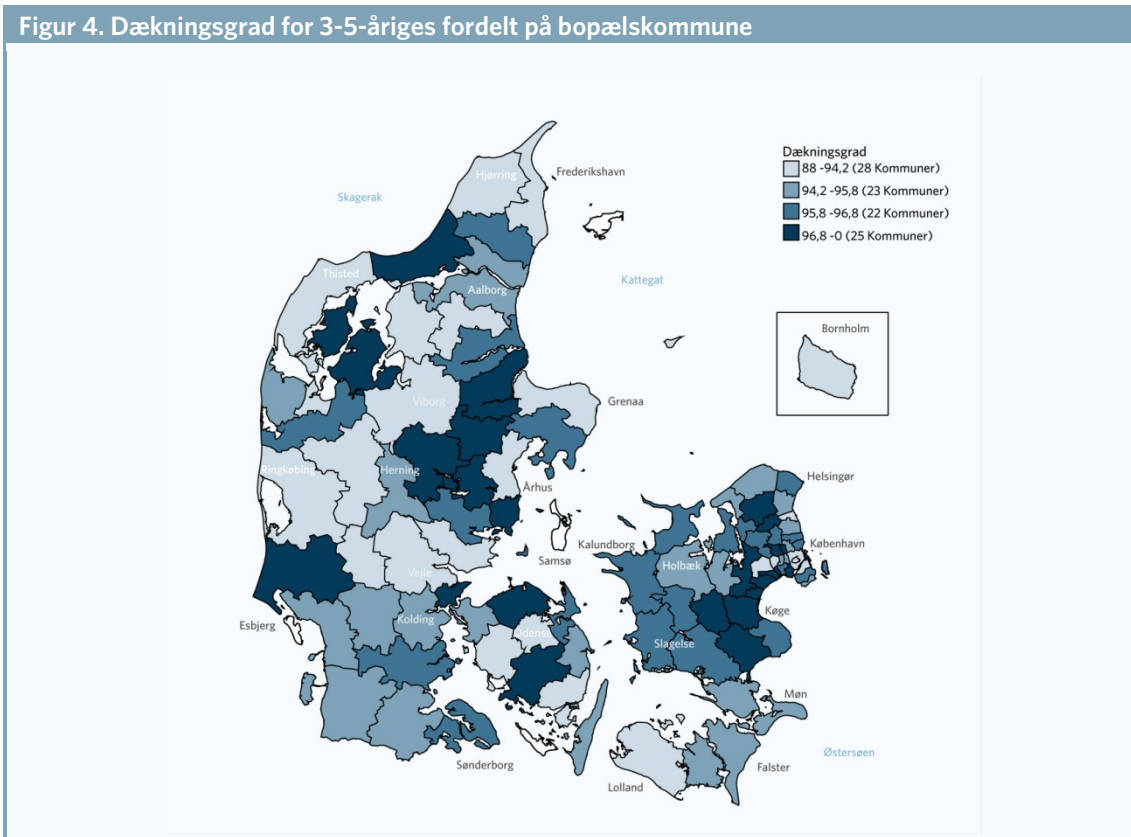 Figur 4. Dækningsgrad for 3-5-åriges fordelt på bopælskommune
Dækningsgrad
88 -94,2 (28 Kommuner)
94,2 -95,8 (23 Kommuner)
95,8 -96,8 (22 Kommuner)
96,8 -0 (25 Kommuner)
Hjørring
Frederikshavn
Skagerak
Thisted
Kattegat
Aalborg
Bornholm
Viborg
Grenaa
Ringkøbing
Herning
Helsingør
Århus
København
Kalundborg
Samsø
Holbæk
Vejle
Køge
Esbjerg
Kolding
Odense
Slagelse
Møn
Østersøen
Sønderborg
Falster
Lolland